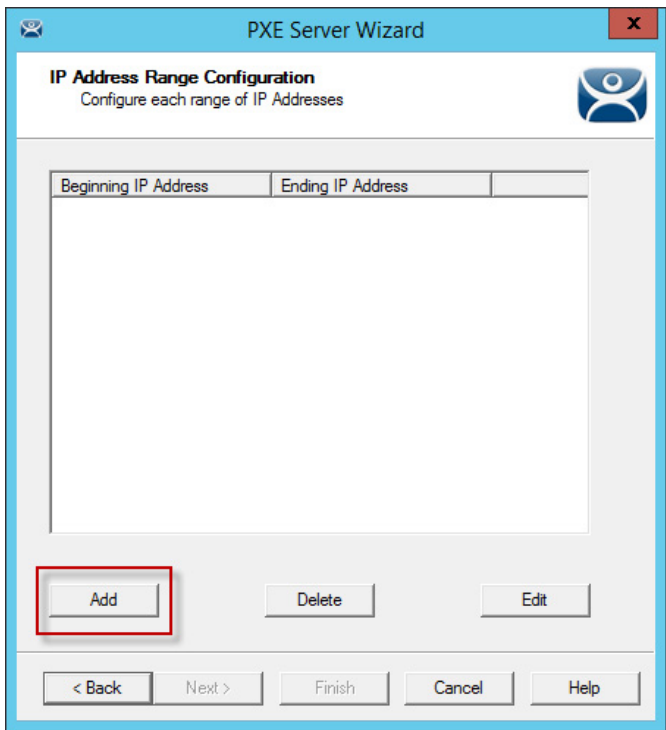 PXE Server Wizard
x
IP Address Range Configuration
Configure each range of IP Addresses
Beginning IP Address Ending IP Address
Add Delete Edit
< Back Next > Finish Cancel Help